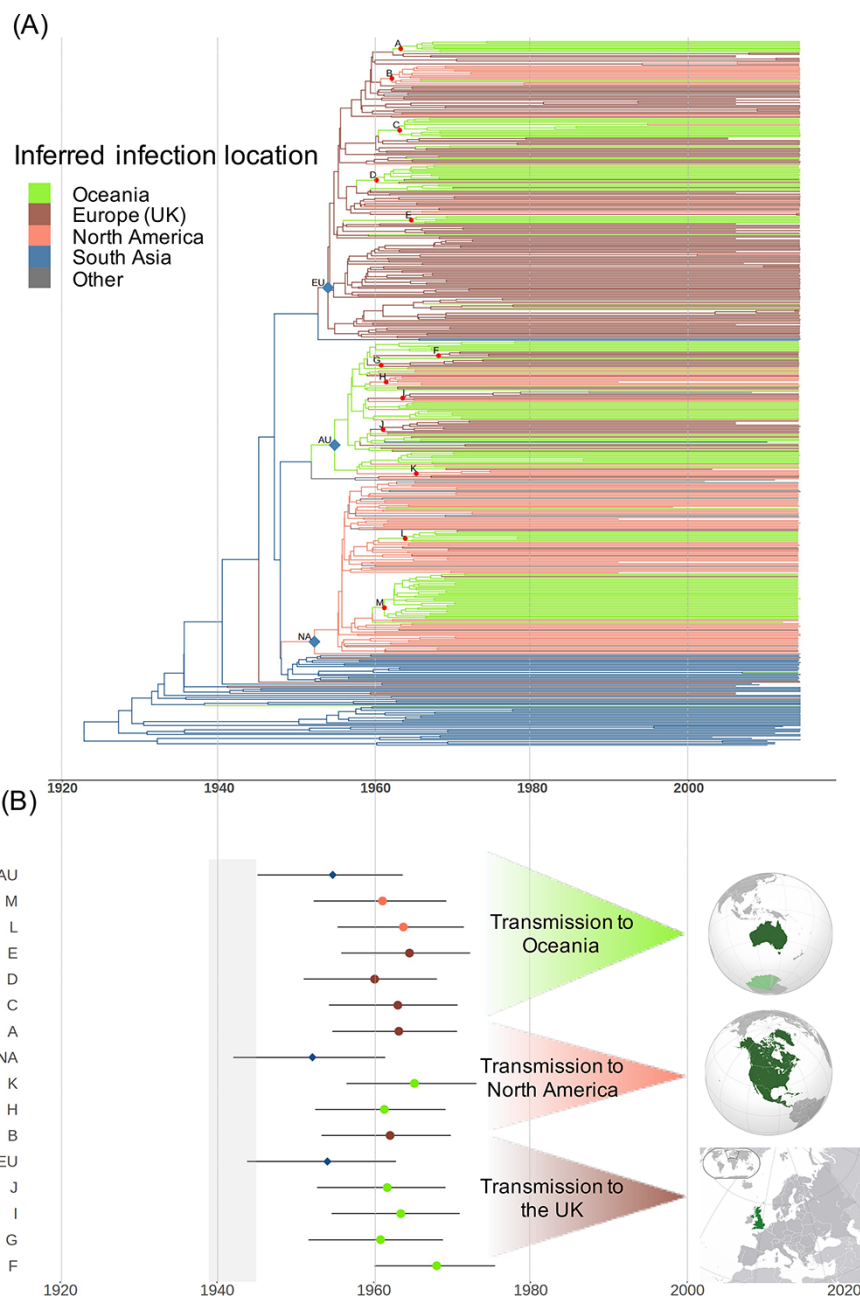 (A)
A
B
C
Inferred infection location
Oceania
Europe (UK)
North America
South Asia
Other
D
E
EU
F
G
H
I
J
AU
K
L
M
NA
1920
1940
1960
1980
2000
(B)
AU
M
L
E
D
C
A
NA
K
H
B
EU
J
I
G
F
Transmission to
Oceania
Transmission to
North America
Transmission to
the UK
1920
1940
1960
1980
2000
2020